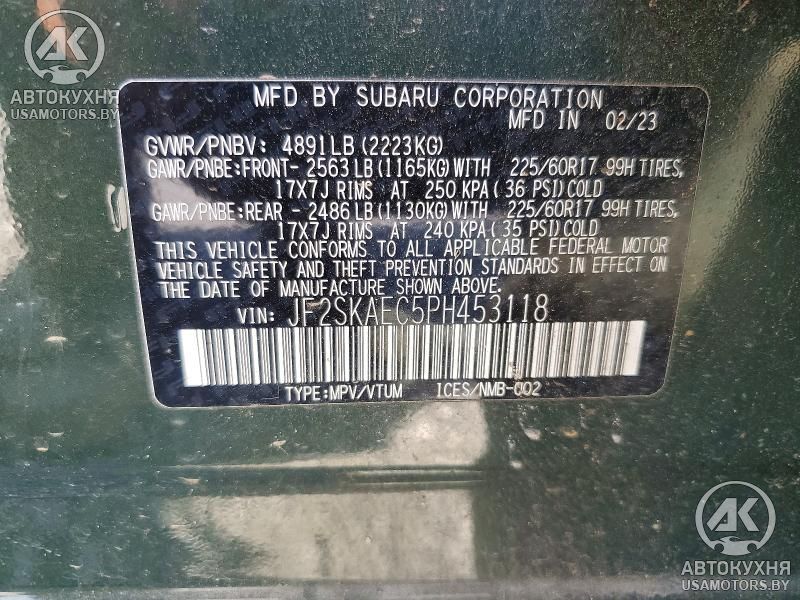 AK
АВТОКУХНЯ
USAMOTORS.BY
MFD BY SUBARU CORPORATION
MFD IN 02/23
GVWR/PNBV: 4891LB (2223KG)
GAWR/PNBE:FRONT- 2563LB (1165KG)WITH 225/60R17 99H TIRES,
17X7J RIMS AT 250 KPA (36 PSI)COLD
GAWR/PNBE:REAR - 2486LB (1130KG)WITH 225/60R17 99H TIRES,
17X7J RIMS AT 240 KPA (35 PSI)COLD
THIS VEHICLE CONFORMS TO ALL APPLICABLE FEDERAL MOTOR
VEHICLE SAFETY AND THEFT PREVENTION STANDARDS IN EFFECT ON
THE DATE OF MANUFACTURE SHOWN ABOVE.
VIN: JF2SKAEC5PH453118
TYPE:MPV/VTUM ICES/NMB-002
AK
АВТОКУХНЯ
USAMOTORS.BY